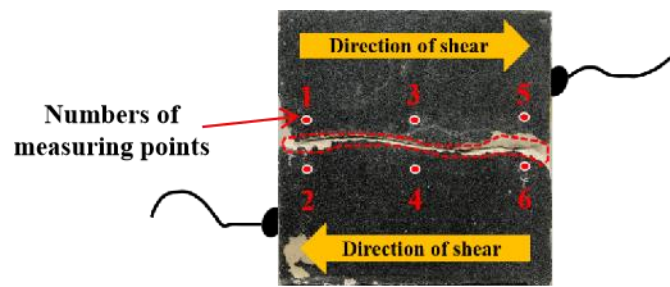 Direction of shear
1 3 5
Numbers of
measuring points
2 4 6
Direction of shear